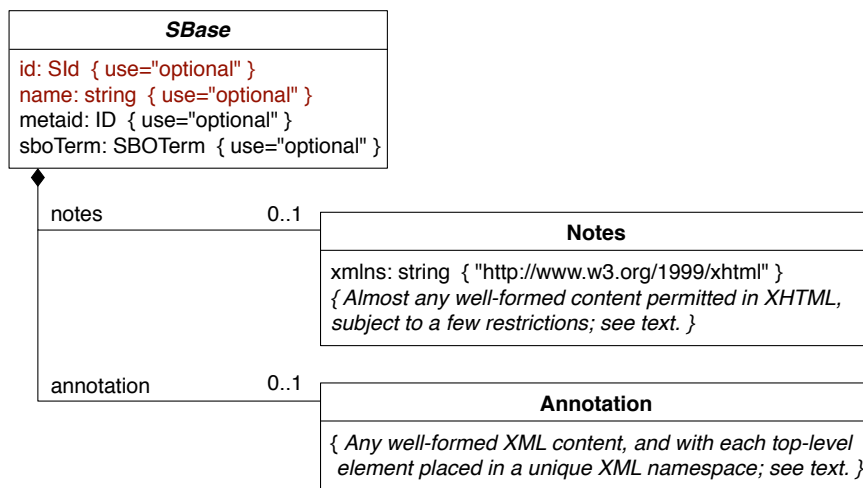 SBase
id: SId { use="optional" }
name: string { use="optional" }
metaid: ID { use="optional" }
sboTerm: SBOTerm { use="optional" }
notes 0..1
Notes
xmlns: string { "http://www.w3.org/1999/xhtml" }
{ Almost any well-formed content permitted in XHTML,
subject to a few restrictions; see text. }
annotation 0..1
Annotation
{ Any well-formed XML content, and with each top-level
element placed in a unique XML namespace; see text. }